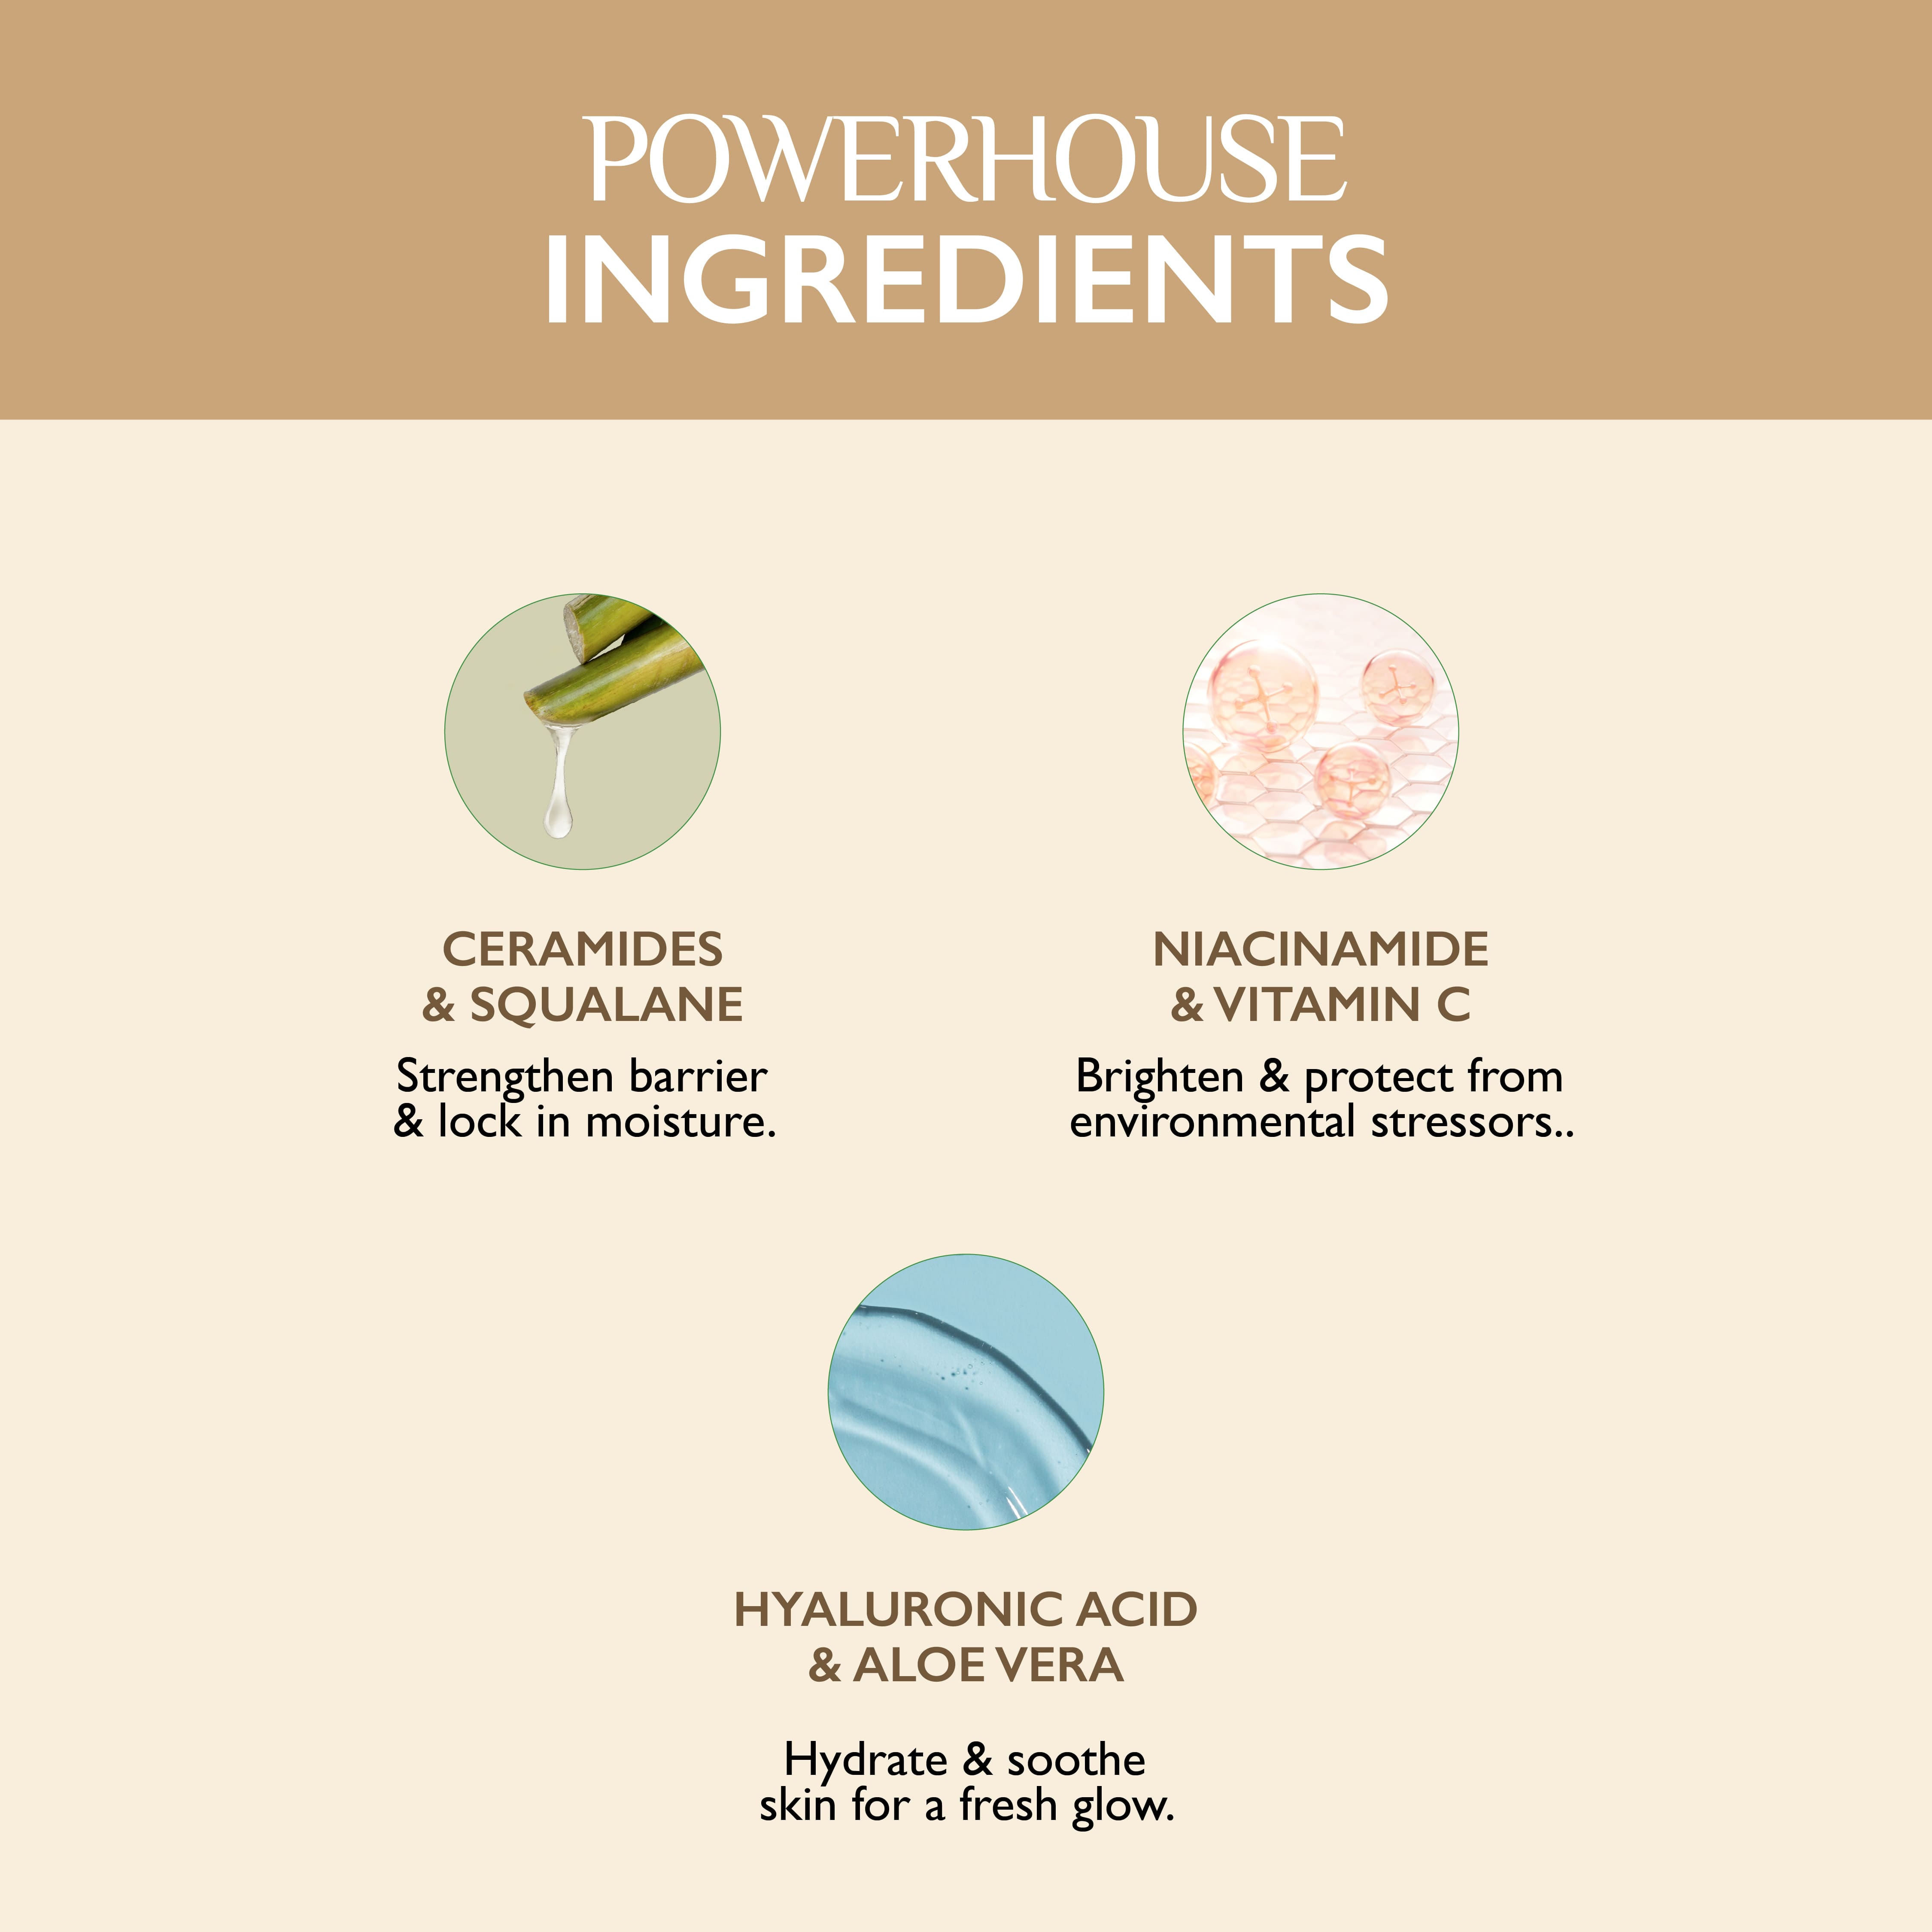 POWERHOUSE
INGREDIENTS
CERAMIDES
& SQUALANE
Strengthen barrier
& lock in moisture.
NIACINAMIDE
& VITAMIN C
Brighten & protect from
environmental stressors..
HYALURONIC ACID
& ALOE VERA
Hydrate & soothe
skin for a fresh glow.